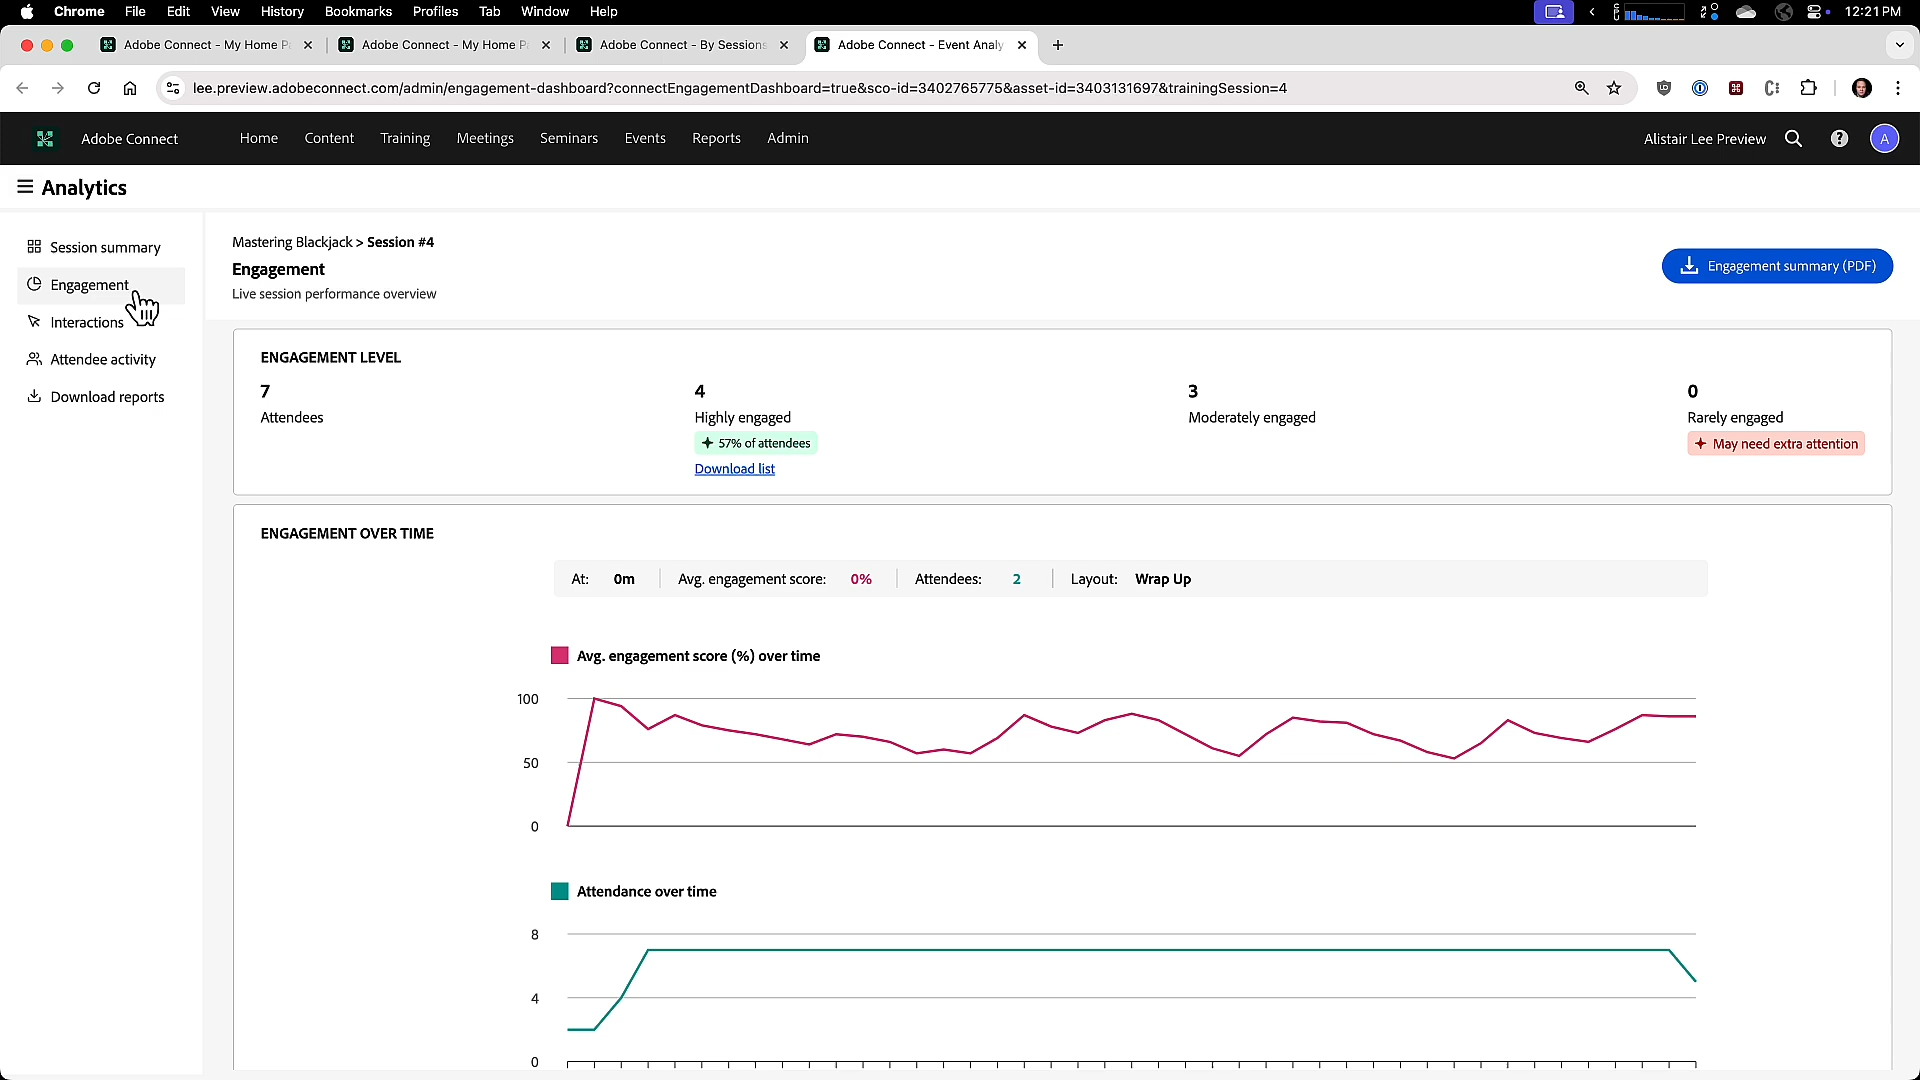 Chrome File Edit View History Bookmarks Profiles Tab Window Help 12:21 PM
Adobe Connect - My Home P Adobe Connect - My Home P Adobe Connect - By Sessions Adobe Connect - Event Analy
lee.preview.adobeconnect.com/admin/engagement-dashboard?connectEngagementDashboard=true&sco-id=3402765775&asset-id=3403131697&trainingSession=4
Adobe Connect Home Content Training Meetings Seminars Events Reports Admin Alistair Lee Preview A
Analytics
Session summary
Engagement
Interactions
Attendee activity
Download reports
Mastering Blackjack > Session #4
Engagement
Live session performance overview
Engagement summary (PDF)
ENGAGEMENT LEVEL
7 4 3 0
Attendees Highly engaged Moderately engaged Rarely engaged
57% of attendees May need extra attention
Download list
ENGAGEMENT OVER TIME
At: 0m Avg. engagement score: 0% Attendees: 2 Layout: Wrap Up
Avg. engagement score (%) over time
100
50
0
Attendance over time
8
4
0